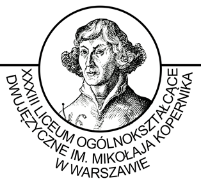 XXXIII LICEUM OGÓLNOKSZTAŁCĄCE
DWUJĘZYCZNE IM. MIKOŁAJA KOPERNIKA
W WARSZAWIE